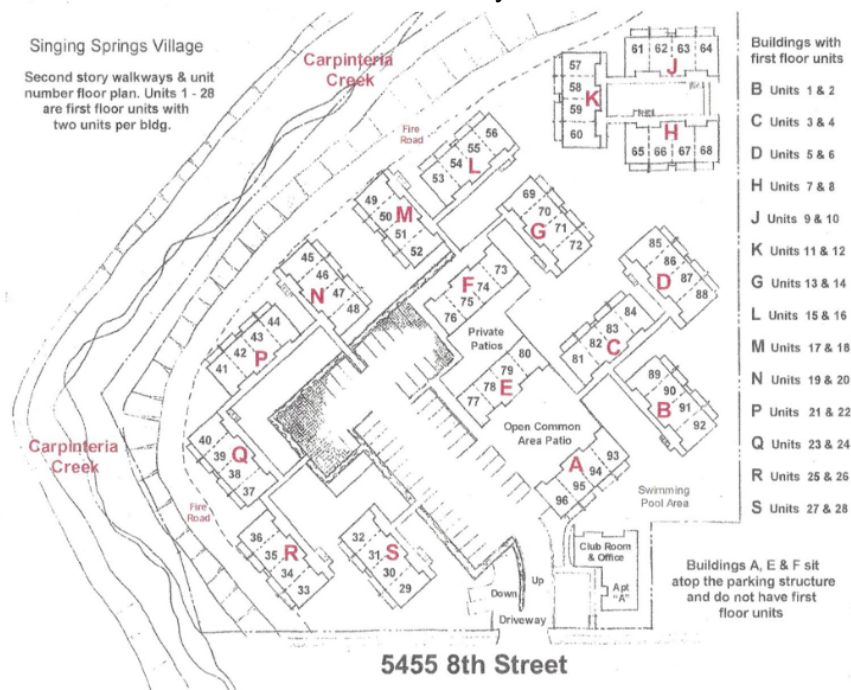 Singing Springs Village
Second story walkways & unit
number floor plan. Units 1 - 28
are first floor units with
two units per bldg.
Carpinteria
Creek
Fire
Road
61 62 63 64
J
57
58
59
60
K
H
65 66 67 68
53 54 55 56
L
49
50
51
52
M
69
70
71
72
G
45
46
47
48
N
73
74
75
76
F
85
86
87
88
D
41 42 43 44
P
Private
Patios
77 78 79 80
E
81 82 83 84
C
89
90
91
92
B
Open Common
Area Patio
40
39
38
37
Q
Carpinteria
Creek
A
93
94
95
96
Swimming
Pool Area
Fire
Road
36
35
34
33
R
32
31
30
29
S
Club Room
& Office
Apt
"A"
Up
Down
Driveway
Buildings with
first floor units
B Units 1 & 2
C Units 3 & 4
D Units 5 & 6
H Units 7 & 8
J Units 9 & 10
K Units 11 & 12
G Units 13 & 14
L Units 15 & 16
M Units 17 & 18
N Units 19 & 20
P Units 21 & 22
Q Units 23 & 24
R Units 25 & 26
S Units 27 & 28
Buildings A, E & F sit
atop the parking structure
and do not have first
floor units
5455 8th Street